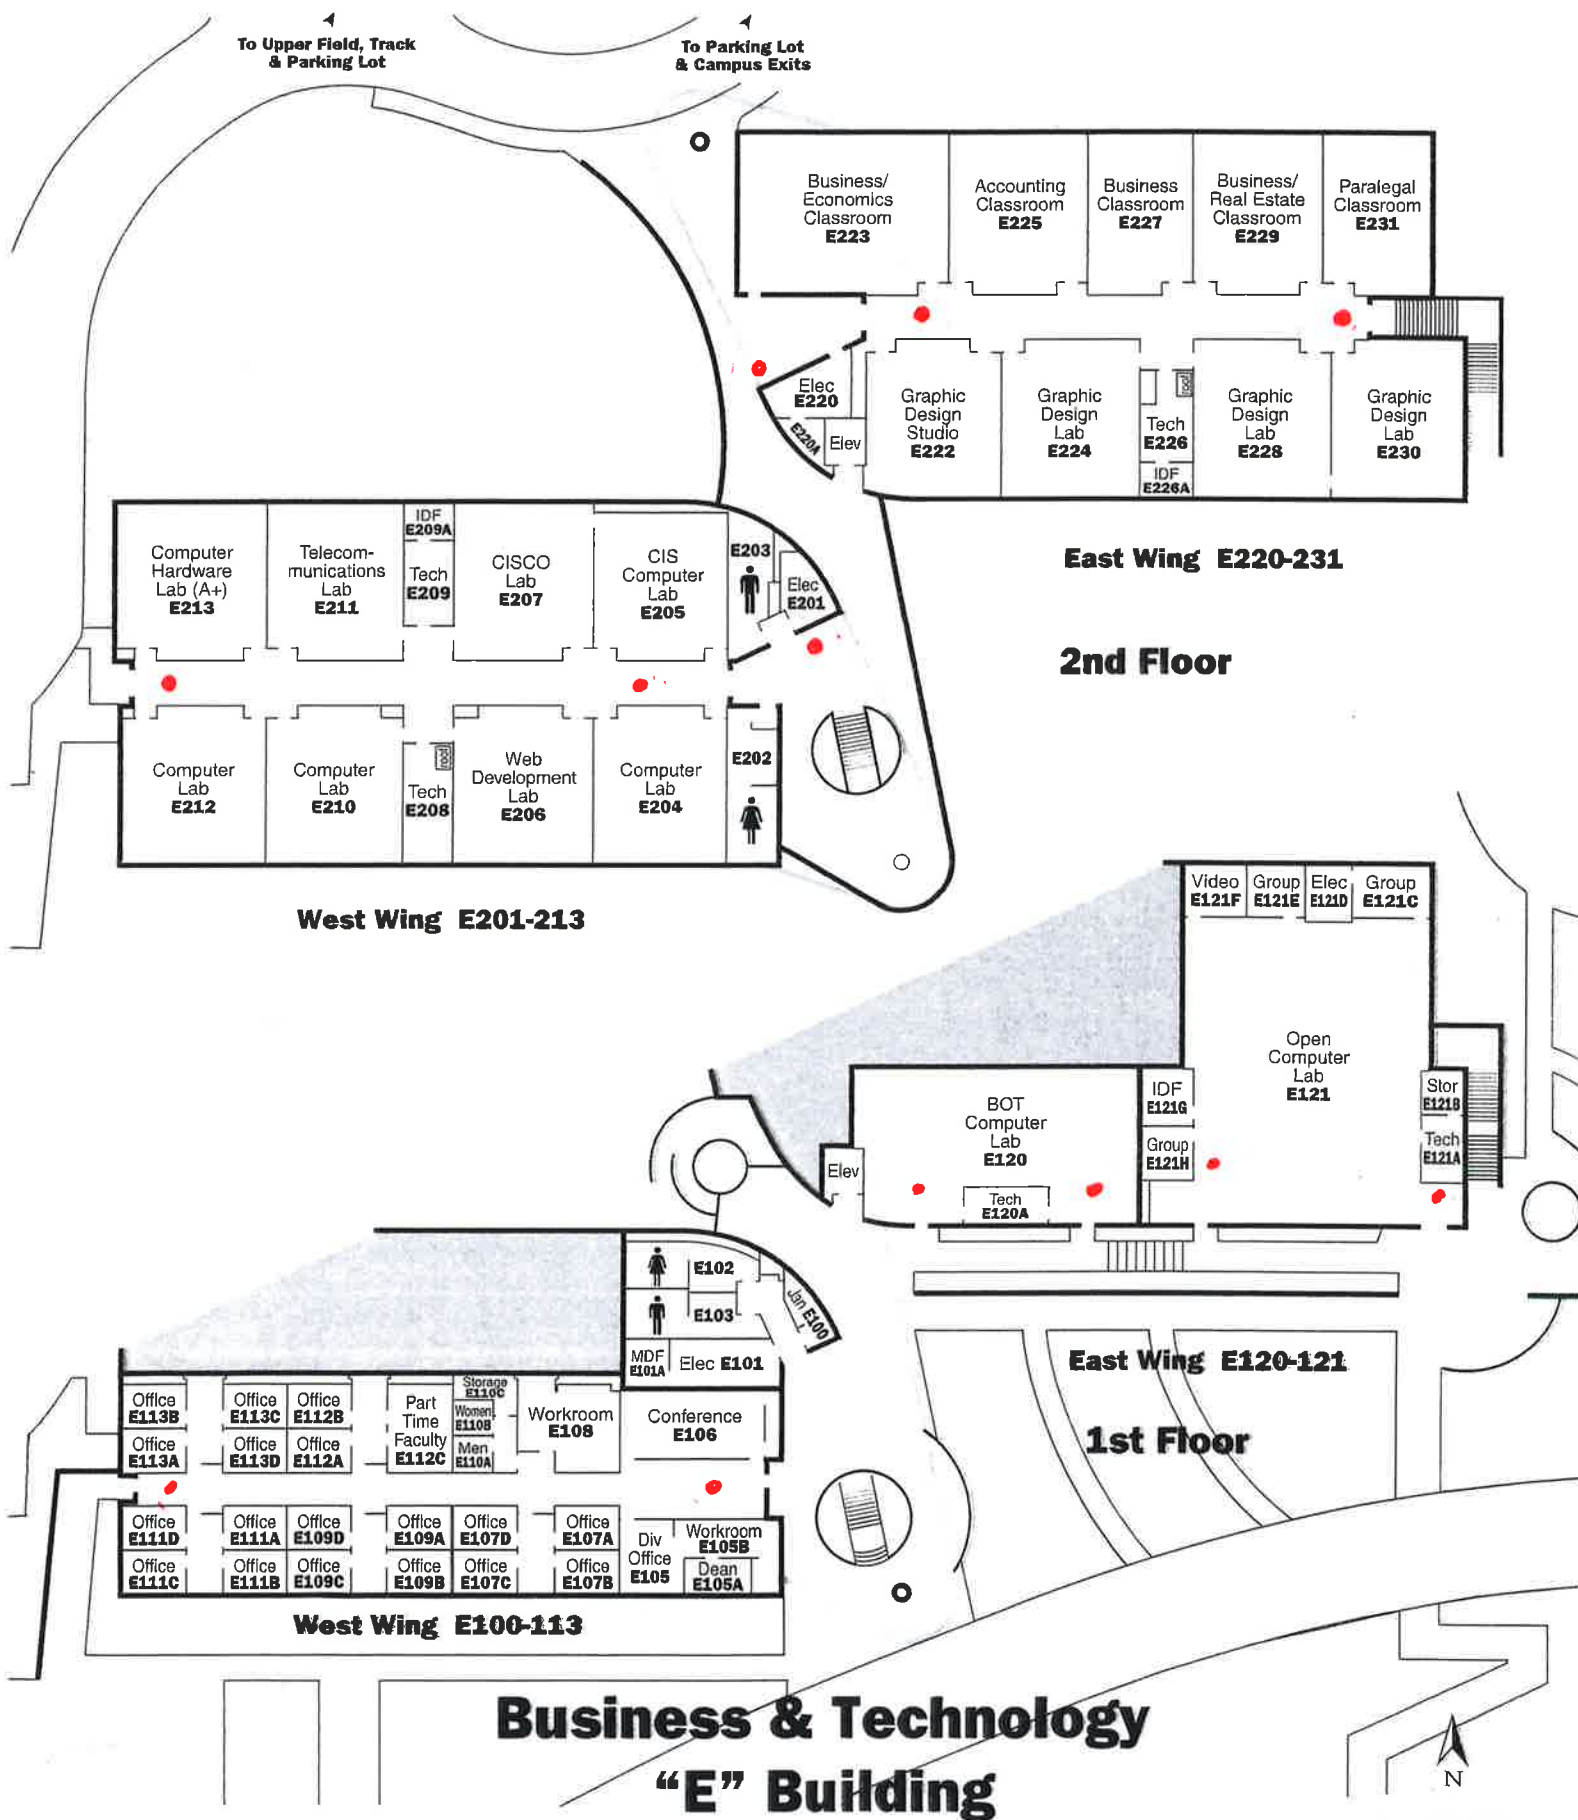 To Upper Field, Track
& Parking Lot
To Parking Lot
& Campus Exits
Business/
Economics
Classroom
E223
Accounting
Classroom
E225
Business
Classroom
E227
Business/
Real Estate
Classroom
E229
Paralegal
Classroom
E231
Elec
E220
E220A
Elev
Graphic
Design
Studio
E222
Graphic
Design
Lab
E224
roof
Tech
E226
IDF
E226A
Graphic
Design
Lab
E228
Graphic
Design
Lab
E230
East Wing E220-231
2nd Floor
Computer
Hardware
Lab (A+)
E213
Telecom-
munications
Lab
E211
IDF
E209A
Tech
E209
CISCO
Lab
E207
CIS
Computer
Lab
E205
E203
Elec
E201
Computer
Lab
E212
Computer
Lab
E210
roof
Tech
E208
Web
Development
Lab
E206
Computer
Lab
E204
E202
West Wing E201-213
Video
E121F
Group
E121E
Elec
E121D
Group
E121C
Open
Computer
Lab
E121
IDF
E121G
Group
E121H
Stor
E121B
Tech
E121A
BOT
Computer
Lab
E120
Tech
E120A
Elev
East Wing E120-121
1st Floor
E102
E103
Jan E100
MDF
E101A
Elec E101
Office
E113B
Office
E113C
Office
E112B
Part
Time
Faculty
E112C
Storage
E110C
Women
E110B
Men
E110A
Workroom
E108
Conference
E106
Office
E113A
Office
E113D
Office
E112A
Office
E111D
Office
E111A
Office
E109D
Office
E109A
Office
E107D
Office
E107A
Div
Office
E105
Workroom
E105B
Dean
E105A
Office
E111C
Office
E111B
Office
E109C
Office
E109B
Office
E107C
Office
E107B
West Wing E100-113
Business & Technology
“E” Building
N